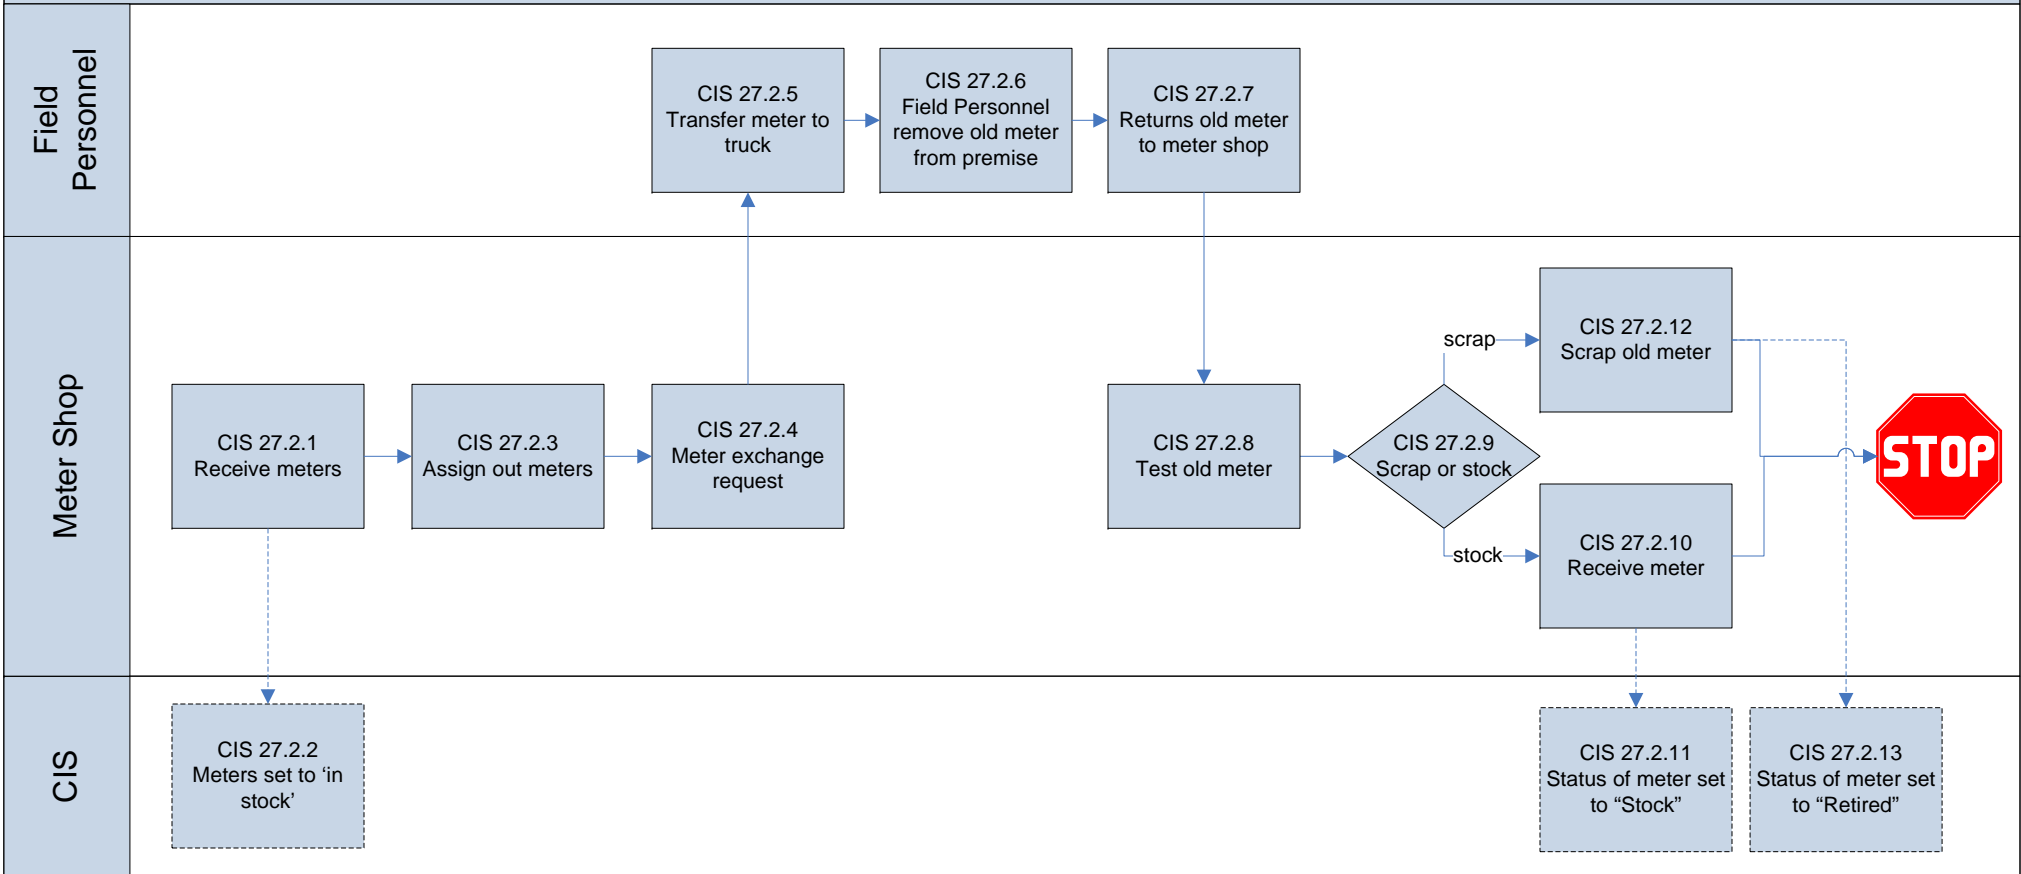 Field
Personnel
CIS 27.2.5
Transfer meter to
truck
CIS 27.2.6
Field Personnel
remove old meter
from premise
CIS 27.2.7
Returns old meter
to meter shop
Meter Shop
CIS 27.2.1
Receive meters
CIS 27.2.3
Assign out meters
CIS 27.2.4
Meter exchange
request
CIS 27.2.8
Test old meter
CIS 27.2.9
Scrap or stock
scrap
CIS 27.2.12
Scrap old meter
stock
CIS 27.2.10
Receive meter
STOP
CIS
CIS 27.2.2
Meters set to ‘in
stock’
CIS 27.2.11
Status of meter set
to “Stock”
CIS 27.2.13
Status of meter set
to “Retired”